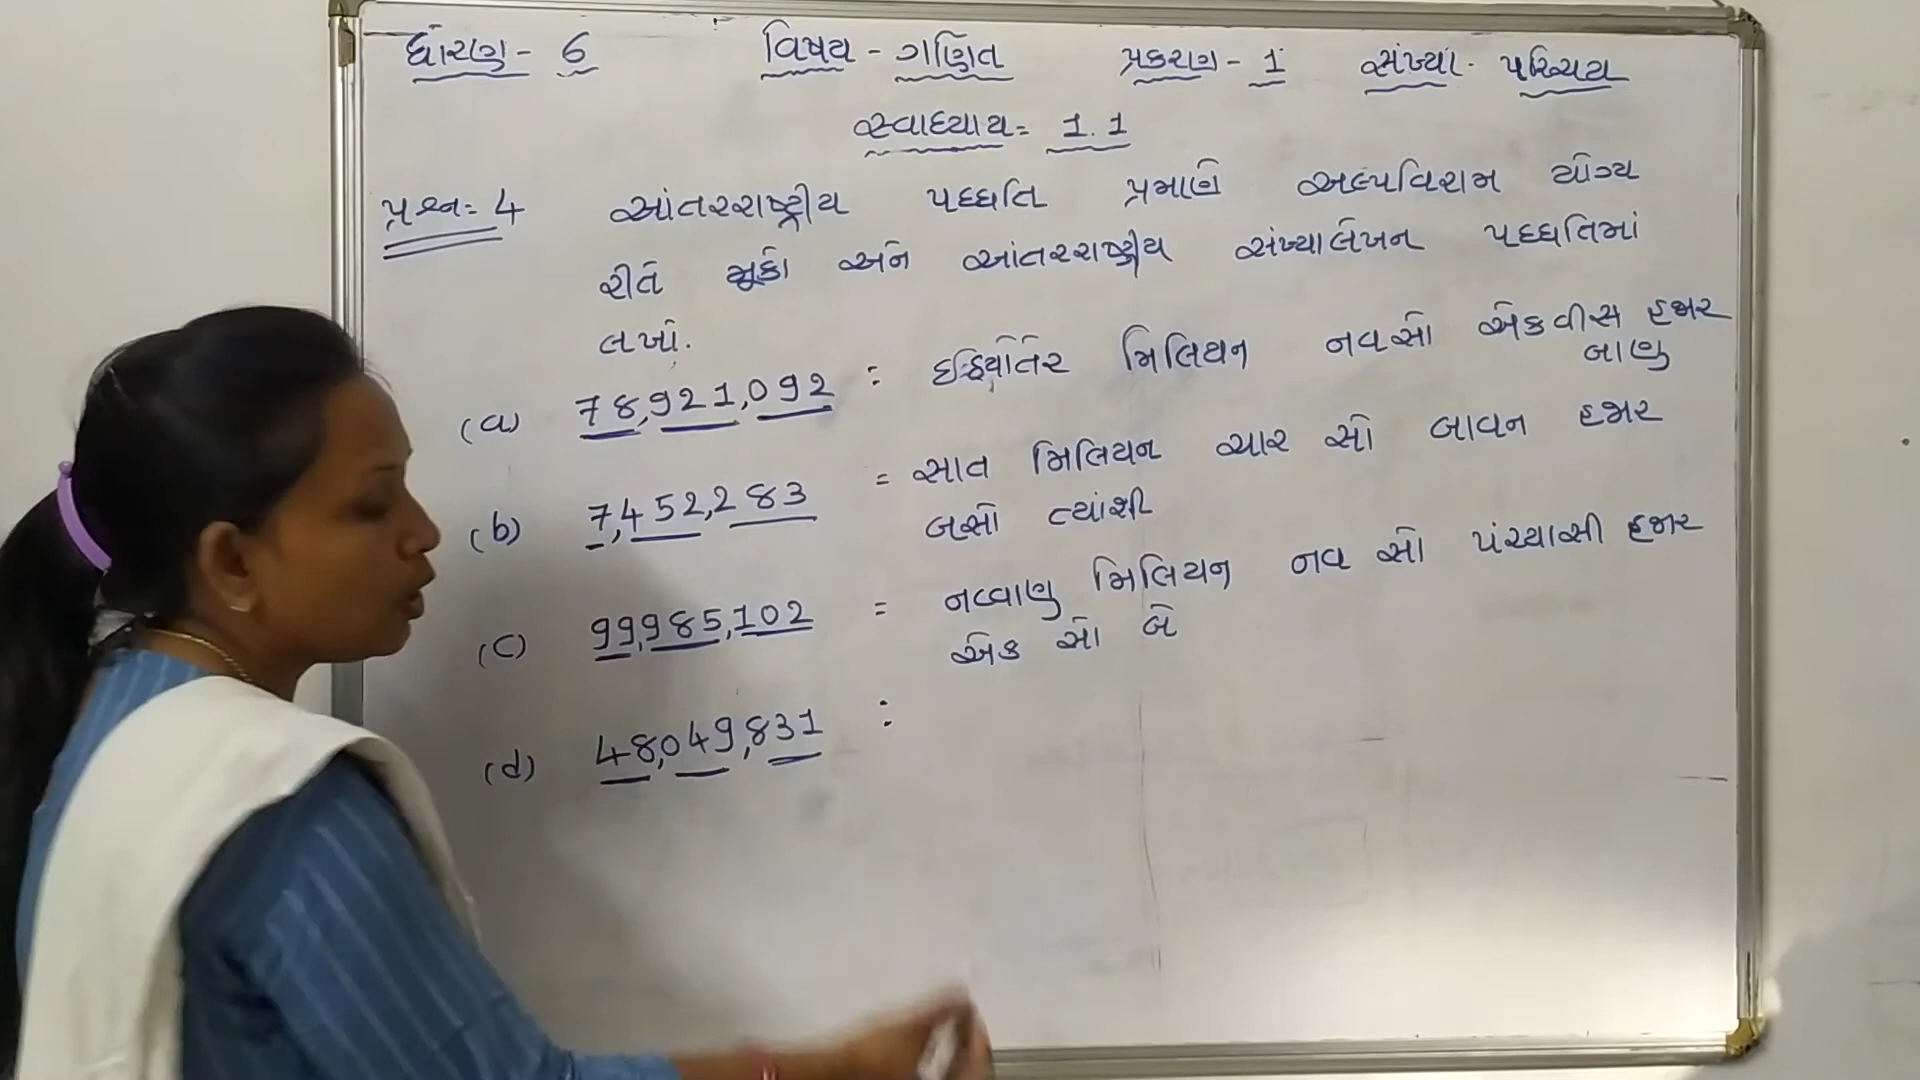 ધોરણ - 6 વિષય - ગણિત પ્રકરણ - 1 સંખ્યા પરિચય
સ્વાધ્યાય = 1.1
પ્રશ્ન = 4 આંતરરાષ્ટ્રીય પધ્ધતિ પ્રમાણે અલ્પવિરામ યોગ્ય
રીતે મૂકો અને આંતરરાષ્ટ્રીય સંખ્યાલેખન પધ્ધતિમાં
લખો.
(a) 78,921,092 : ઈઠ્યોતેર મિલિયન નવસો એકવીસ હજાર
બાણુ
(b) 7,452,283 = સાત મિલિયન ચાર સો બાવન હજાર
બસો ત્યાંશી
(c) 99,985,102 = નવ્વાણુ મિલિયન નવ સો પંચ્યાસી હજાર
એક સો બે
(d) 48,049,831 :